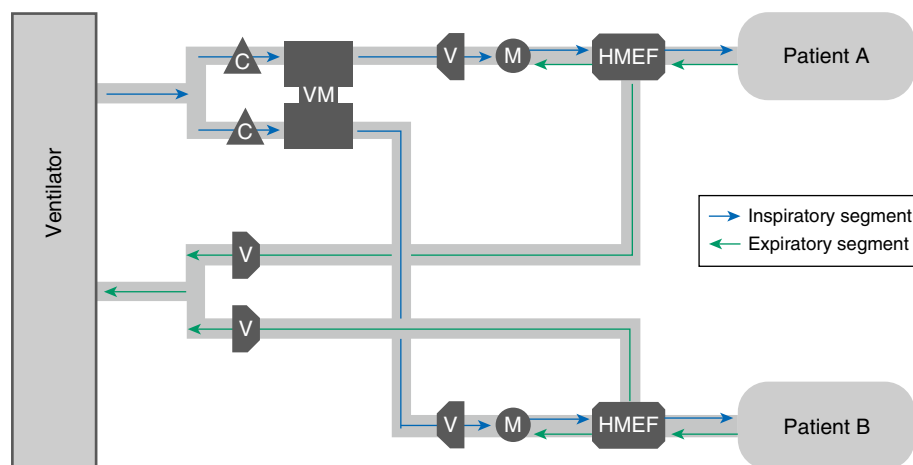 Ventilator
C
VM
C
V
M
HMEF
Patient A
Inspiratory segment
Expiratory segment
V
V
V
M
HMEF
Patient B